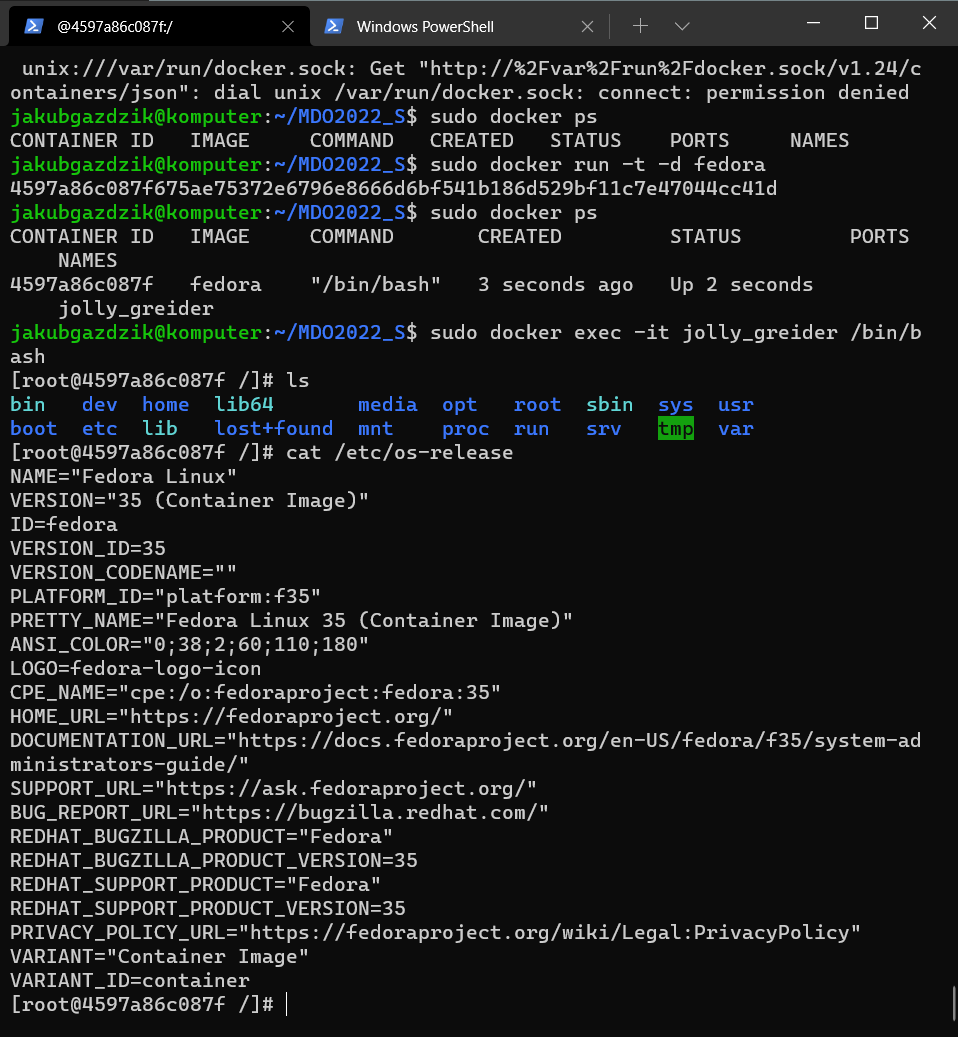 @4597a86c087f:/
Windows PowerShell
unix:///var/run/docker.sock: Get "http://%2Fvar%2Frun%2Fdocker.sock/v1.24/c
ontainers/json": dial unix /var/run/docker.sock: connect: permission denied
jakubgazdzik@komputer:~/MDO2022_S$ sudo docker ps
CONTAINER ID   IMAGE     COMMAND   CREATED   STATUS    PORTS     NAMES
jakubgazdzik@komputer:~/MDO2022_S$ sudo docker run -t -d fedora
4597a86c087f675ae75372e6796e8666d6bf541b186d529bf11c7e47044cc41d
jakubgazdzik@komputer:~/MDO2022_S$ sudo docker ps
CONTAINER ID   IMAGE     COMMAND       CREATED         STATUS         PORTS
    NAMES
4597a86c087f   fedora    "/bin/bash"   3 seconds ago   Up 2 seconds
    jolly_greider
jakubgazdzik@komputer:~/MDO2022_S$ sudo docker exec -it jolly_greider /bin/b
ash
[root@4597a86c087f /]# ls
bin   dev  home  lib64       media  opt   root  sbin  sys  usr
boot  etc  lib   lost+found  mnt    proc  run   srv   tmp  var
[root@4597a86c087f /]# cat /etc/os-release
NAME="Fedora Linux"
VERSION="35 (Container Image)"
ID=fedora
VERSION_ID=35
VERSION_CODENAME=""
PLATFORM_ID="platform:f35"
PRETTY_NAME="Fedora Linux 35 (Container Image)"
ANSI_COLOR="0;38;2;60;110;180"
LOGO=fedora-logo-icon
CPE_NAME="cpe:/o:fedoraproject:fedora:35"
HOME_URL="https://fedoraproject.org/"
DOCUMENTATION_URL="https://docs.fedoraproject.org/en-US/fedora/f35/system-ad
ministrators-guide/"
SUPPORT_URL="https://ask.fedoraproject.org/"
BUG_REPORT_URL="https://bugzilla.redhat.com/"
REDHAT_BUGZILLA_PRODUCT="Fedora"
REDHAT_BUGZILLA_PRODUCT_VERSION=35
REDHAT_SUPPORT_PRODUCT="Fedora"
REDHAT_SUPPORT_PRODUCT_VERSION=35
PRIVACY_POLICY_URL="https://fedoraproject.org/wiki/Legal:PrivacyPolicy"
VARIANT="Container Image"
VARIANT_ID=container
[root@4597a86c087f /]#